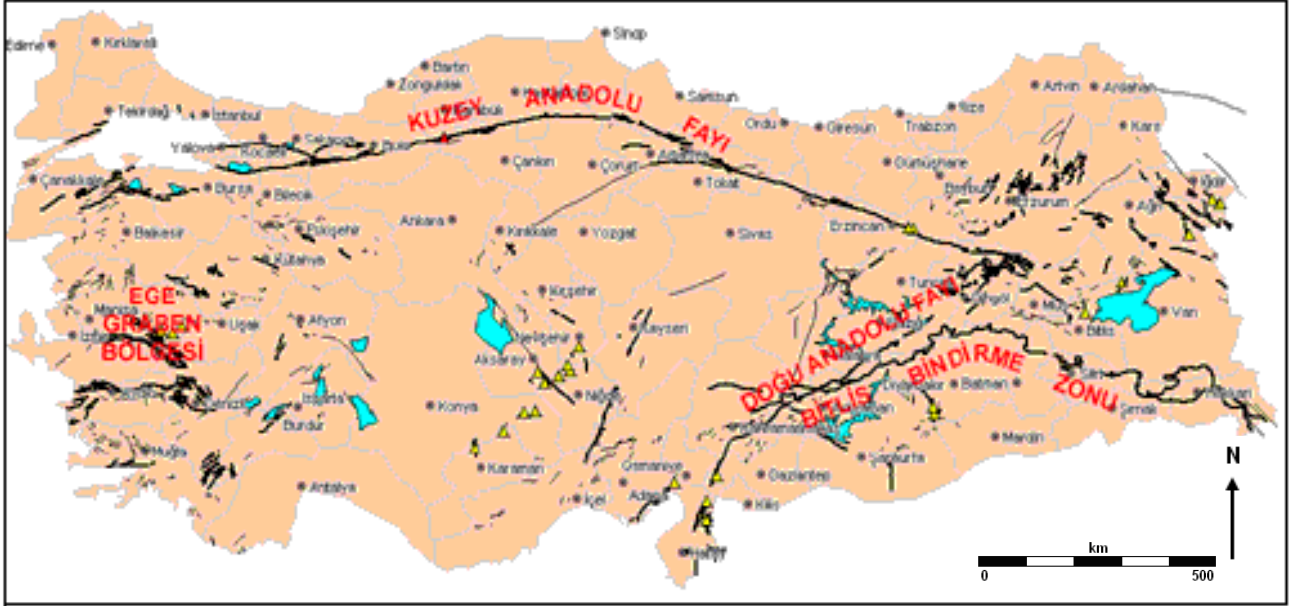 Sinop
Edirne
Kırklareli
Bartın
Zonguldak
Artvin
Ardahan
Samsun
Rize
Tekirdağ
İstanbul
KUZEY
ANADOLU
FAYI
Ordu
Giresun
Trabzon
Kars
Yalova
Kocaeli
Sakarya
Bolu
Çankırı
Çorum
Amasya
Gümüşhane
Çanakkale
Bursa
Bilecik
Tokat
Bayburt
Iğdır
Erzurum
Ağrı
Ankara
Balıkesir
Eskişehir
Kırıkkale
Yozgat
Sivas
Erzincan
Kütahya
Kırşehir
Bingöl
Muş
EGE
GRABEN
BÖLGESİ
Manisa
İzmir
Uşak
Afyon
Kayseri
Nevşehir
Bitlis
Van
Aksaray
DOĞU ANADOLU FAYI
BİTLİS
BİNDİRME
ZONU
Diyarbakır
Batman
Siirt
Hakkari
Şırnak
Isparta
Burdur
Konya
Niğde
Mardin
Muğla
Karaman
Osmaniye
Gaziantep
Şanlıurfa
Antalya
İçel
Adana
Kilis
Hatay
N
km
0
500